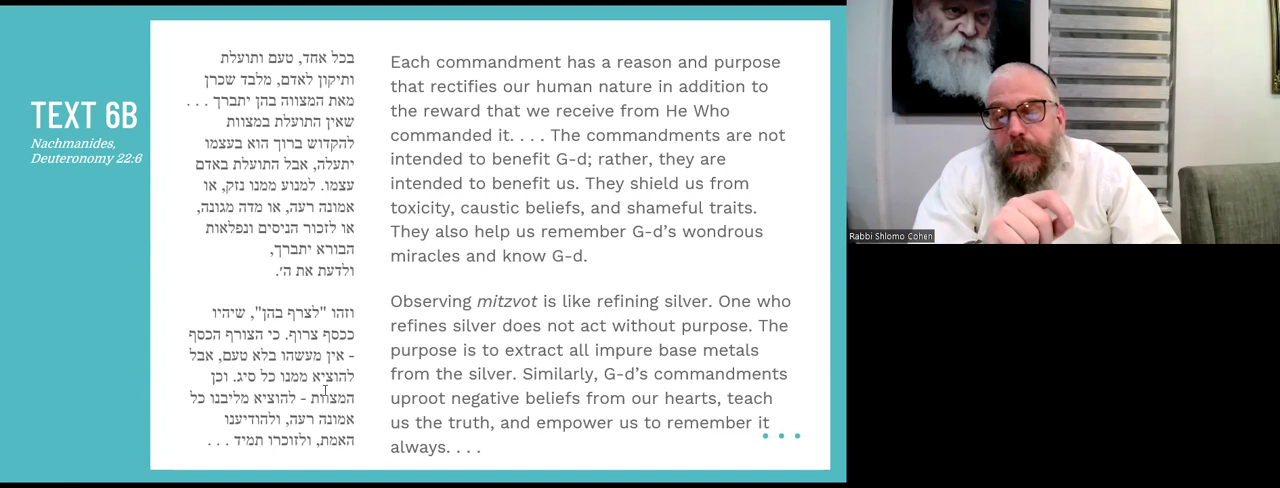 TEXT 6B
Nachmanides,
Deuteronomy 22:6
בכל אחד, טעם ותועלת
ותיקון לאדם, מלבד שכרן
מאת המצווה בהן יתברך . . .
שאין התועלת במצוות
להקדוש ברוך הוא בעצמו
יתעלה, אבל התועלת באדם
עצמו. למנוע ממנו נזק, או
אמונה רעה, או מדה מגונה,
או לזכור הניסים ונפלאות
הבורא יתברך,
ולדעת את ה׳.
וזהו "לצרף בהן", שיהיו
ככסף צרוף. כי הצורף הכסף
- אין מעשהו בלא טעם, אבל
להוציא ממנו כל סיג. וכן
המצוות - להוציא מליבנו כל
אמונה רעה, ולהודיענו
האמת, ולזוכרו תמיד . . .
Each commandment has a reason and purpose
that rectifies our human nature in addition to
the reward that we receive from He Who
commanded it. . . . The commandments are not
intended to benefit G-d; rather, they are
intended to benefit us. They shield us from
toxicity, caustic beliefs, and shameful traits.
They also help us remember G-d’s wondrous
miracles and know G-d.
Observing mitzvot is like refining silver. One who
refines silver does not act without purpose. The
purpose is to extract all impure base metals
from the silver. Similarly, G-d’s commandments
uproot negative beliefs from our hearts, teach
us the truth, and empower us to remember it
always. . . .
Rabbi Shlomo Cohen